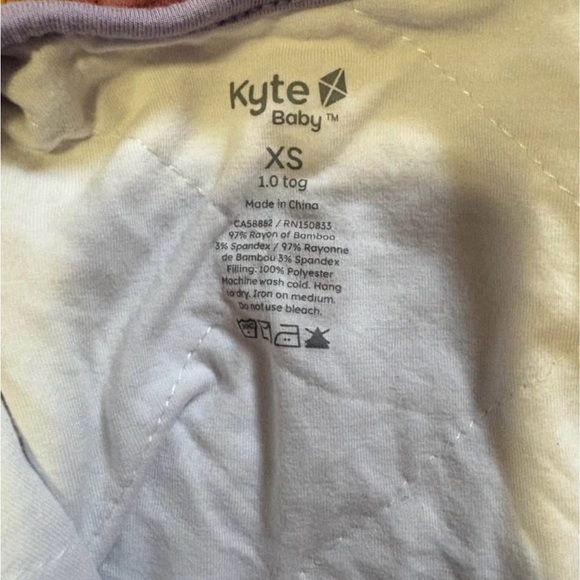 Kyte
Baby™
XS
1.0 tog
Made in China
CA58882 / RN150833
97% Rayon of Bamboo
3% Spandex / 97% Rayonne
de Bambou 3% Spandex
Filling: 100% Polyester
Machine wash cold. Hang
to dry. Iron on medium.
Do not use bleach.